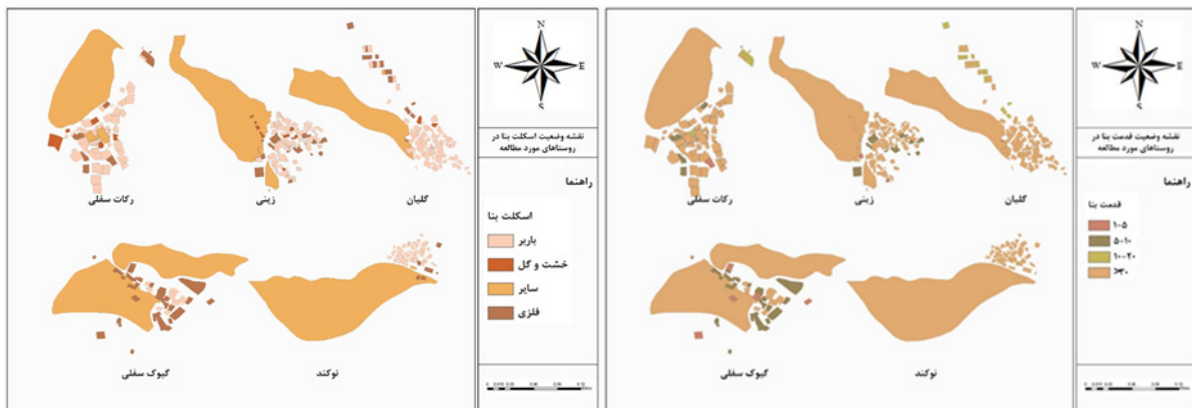 N
W
E
S
نقشه وضعیت اسکلت بنا در
روستاهای مورد مطالعه
راهنما
اسکلت بنا
باربر
خشت و گل
سایر
فلزی
رکات سفلی
زینی
گلیان
گیوک سفلی
نوکند
N
W
E
S
نقشه وضعیت قدمت بنا در
روستاهای مورد مطالعه
راهنما
قدمت بنا
۱-۵
۵-۱۰
۱۰-۲۰
رکات سفلی
زینی
گلیان
گیوک سفلی
نوکند